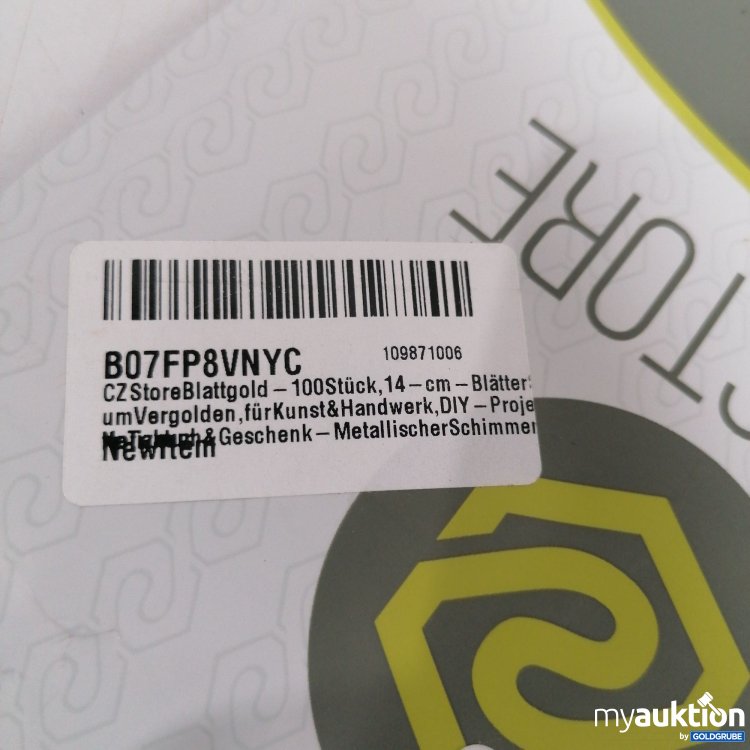 STORE
B07FP8VNYC 109871006
CZStoreBlattgold – 100Stück,14–cm–Blätter
umVergolden,fürKunst&Handwerk,DIY–Proje
&Geschenk–MetallischerSchimmer
NewItem
myauktion
by GOLDGRUBE